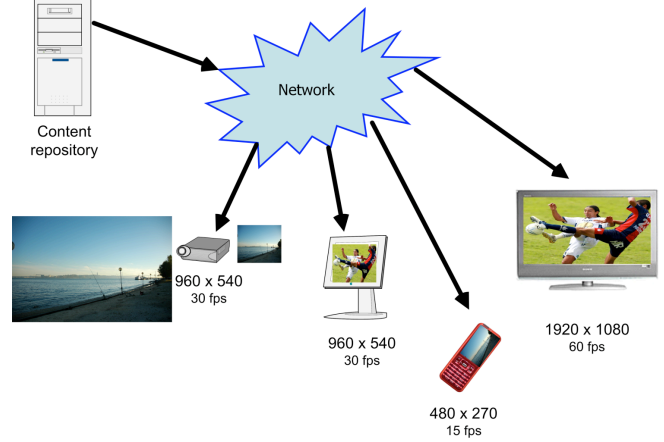 Network
Content
repository
960 x 540
30 fps
960 x 540
30 fps
480 x 270
15 fps
1920 x 1080
60 fps